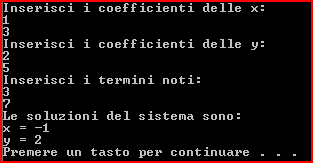 Inserisci i coefficienti delle x:
1
3
Inserisci i coefficienti delle y:
2
5
Inserisci i termini noti:
3
7
Le soluzioni del sistema sono:
x = -1
y = 2
Premere un tasto per continuare . . .